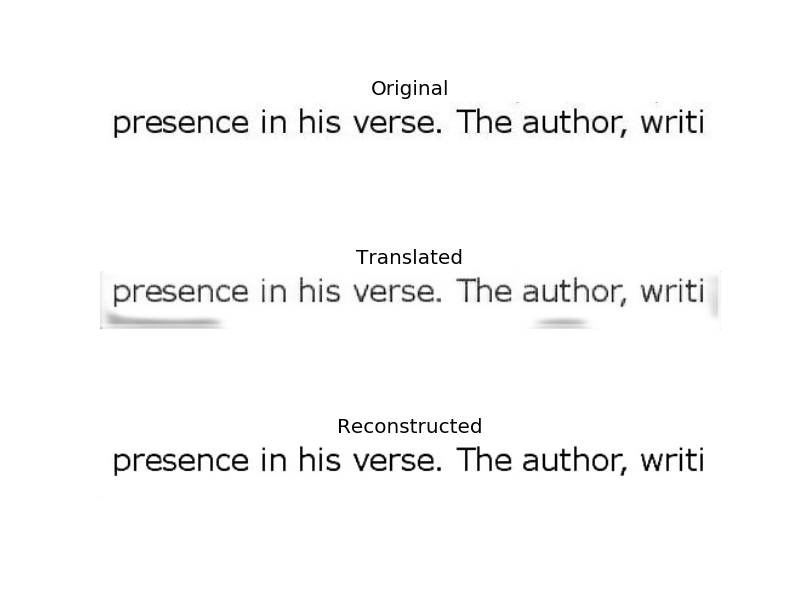 Original
presence in his verse. The author, writi
Translated
presence in his verse. The author, writi
Reconstructed
presence in his verse. The author, writi